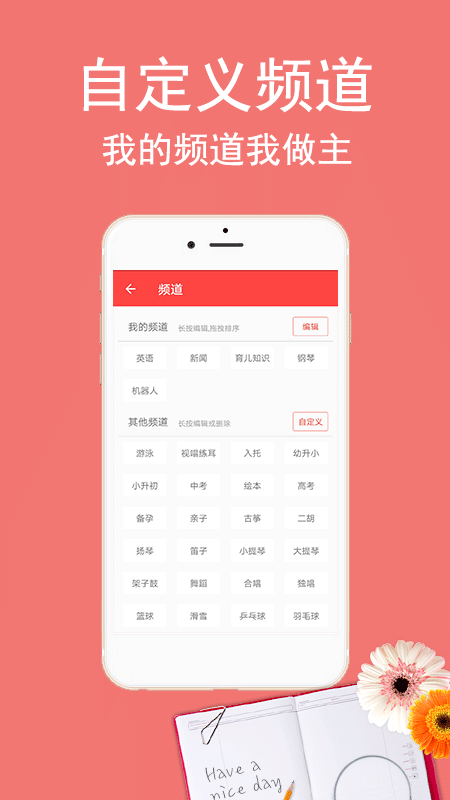 自定义频道
我的频道我做主
频道
我的频道 长按编辑,拖拽排序 编辑
英语 新闻 育儿知识 钢琴
机器人
其他频道 长按编辑或删除 自定义
游泳 视唱练耳 入托 幼升小
小升初 中考 绘本 高考
备孕 亲子 古筝 二胡
扬琴 笛子 小提琴 大提琴
架子鼓 舞蹈 合唱 独唱
篮球 滑雪 乒乓球 羽毛球
Have a
nice day